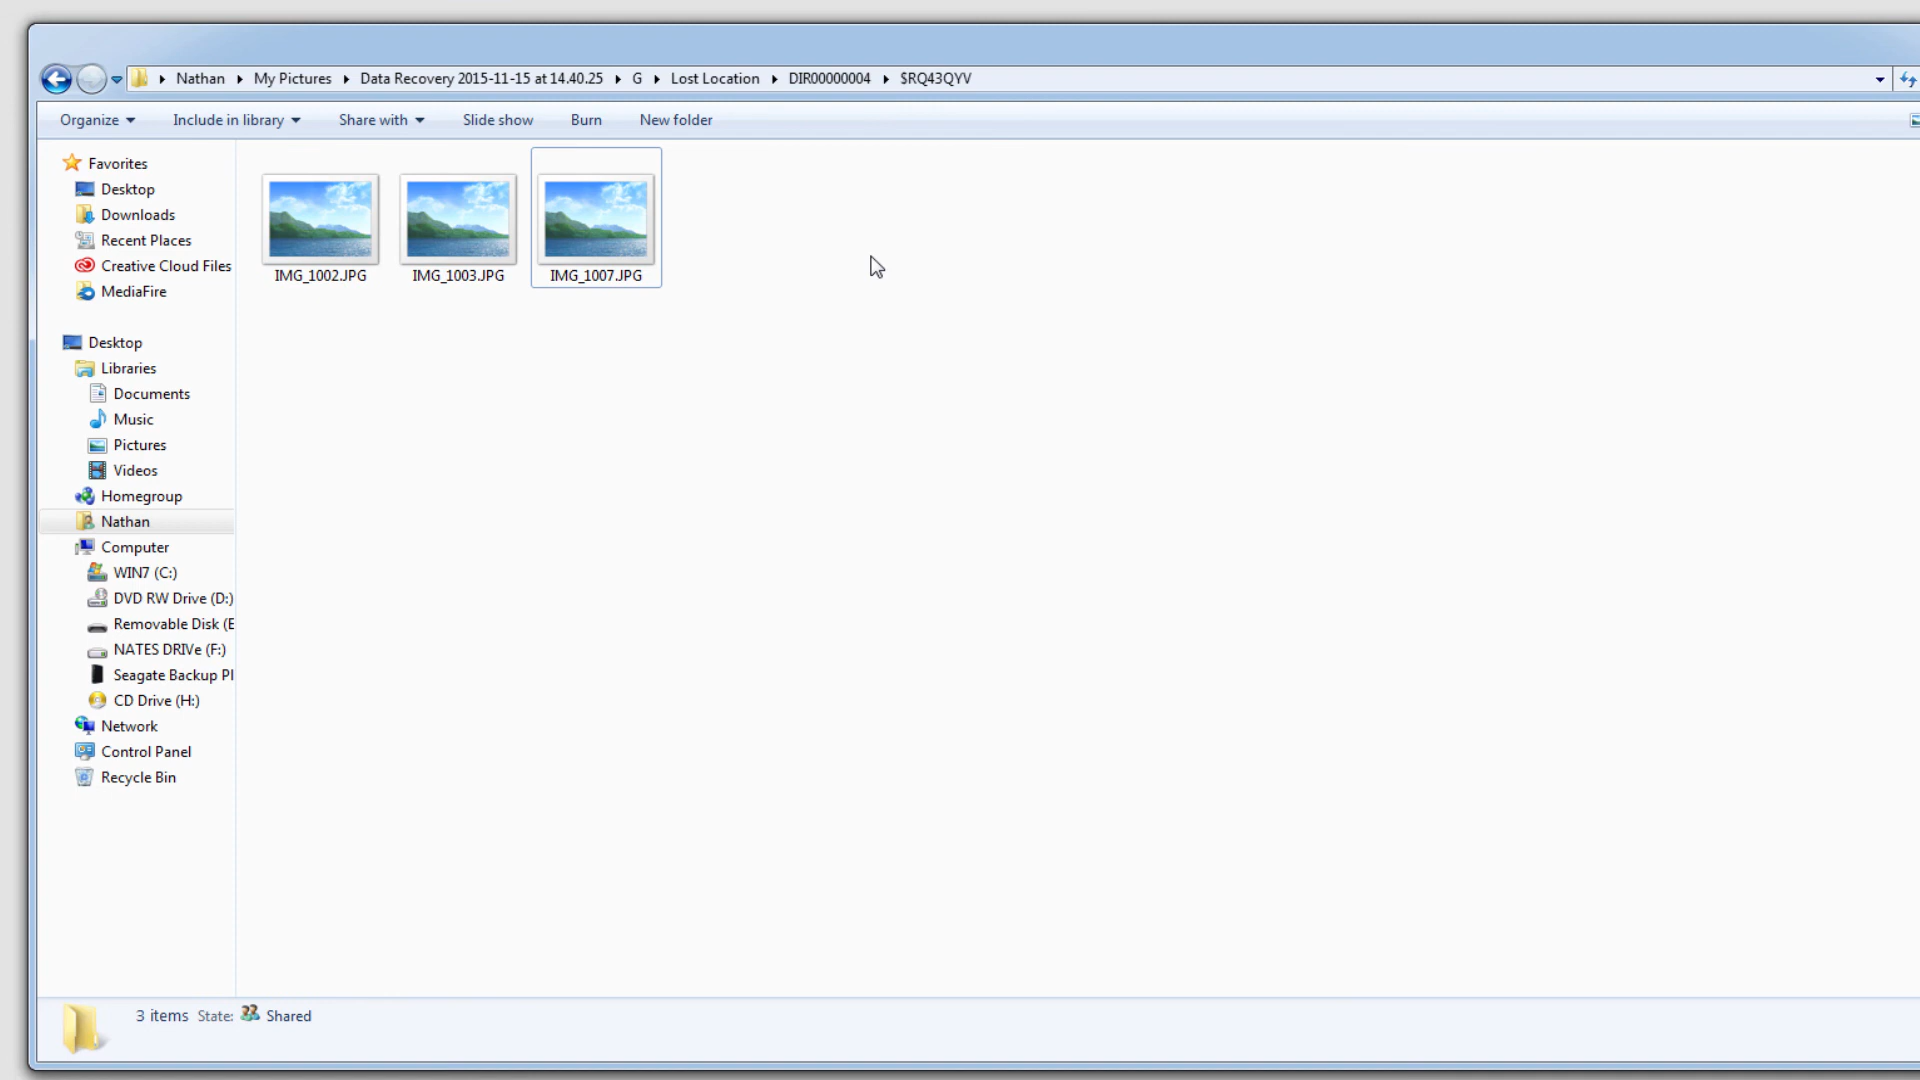 Nathan My Pictures Data Recovery 2015-11-15 at 14.40.25 G Lost Location DIR00000004 $RQ43QYV
Organize Include in library Share with Slide show Burn New folder
Favorites
Desktop
Downloads
Recent Places
Creative Cloud Files
MediaFire
Desktop
Libraries
Documents
Music
Pictures
Videos
Homegroup
Nathan
Computer
WIN7 (C:)
DVD RW Drive (D:)
Removable Disk (E
NATES DRIVe (F:)
Seagate Backup Pl
CD Drive (H:)
Network
Control Panel
Recycle Bin
IMG_1002.JPG IMG_1003.JPG IMG_1007.JPG
3 items State: Shared